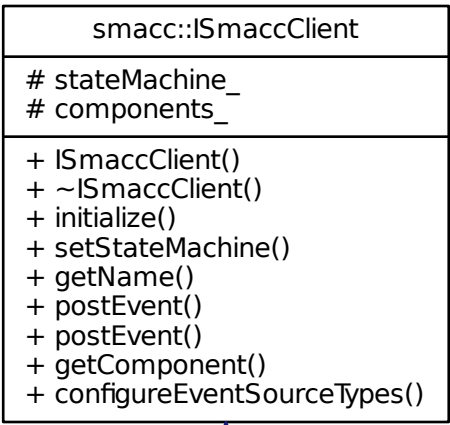 smacc::ISmaccClient
# stateMachine_
# components_
+ ISmaccClient()
+ ~ISmaccClient()
+ initialize()
+ setStateMachine()
+ getName()
+ postEvent()
+ postEvent()
+ getComponent()
+ configureEventSourceTypes()